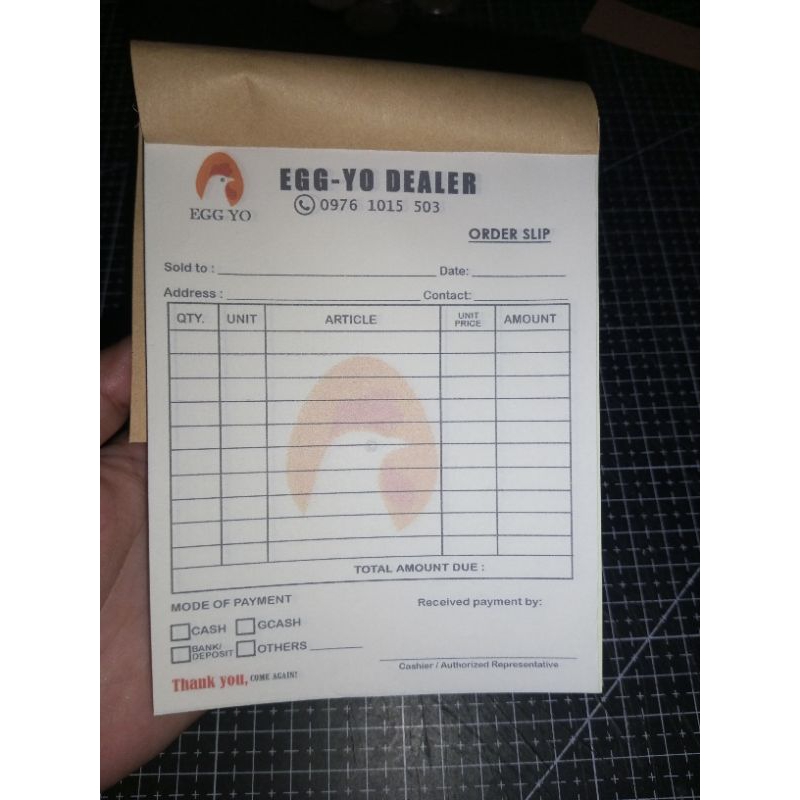 EGG-YO DEALER
EGG YO
0976 1015 503
ORDER SLIP
Sold to : Date:
Address : Contact:
QTY. UNIT ARTICLE UNIT PRICE AMOUNT
TOTAL AMOUNT DUE :
MODE OF PAYMENT Received payment by:
CASH GCASH
BANK/ DEPOSIT OTHERS
Cashier / Authorized Representative
Thank you, COME AGAIN!